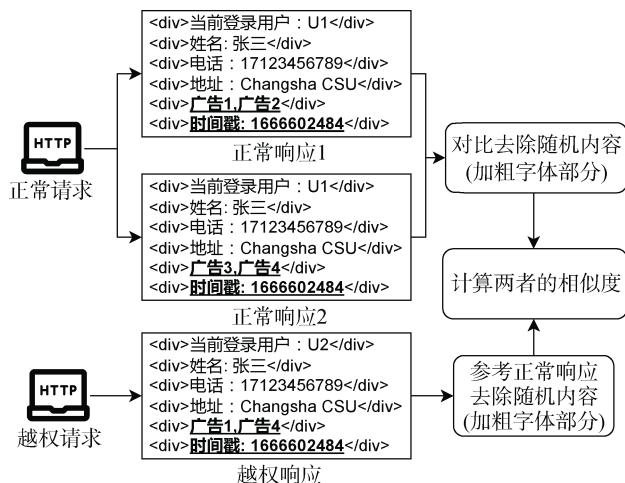 <div>当前登录用户：U1</div>
<div>姓名: 张三</div>
<div>电话：17123456789</div>
<div>地址：Changsha CSU</div>
<div>广告1,广告2</div>
<div>时间戳: 1666602484</div>
正常响应1
HTTP
正常请求
<div>当前登录用户：U1</div>
<div>姓名: 张三</div>
<div>电话：17123456789</div>
<div>地址：Changsha CSU</div>
<div>广告3,广告4</div>
<div>时间戳: 1666602484</div>
正常响应2
对比去除随机内容
(加粗字体部分)
计算两者的相似度
HTTP
越权请求
<div>当前登录用户：U2</div>
<div>姓名: 张三</div>
<div>电话：17123456789</div>
<div>地址：Changsha CSU</div>
<div>广告1,广告4</div>
<div>时间戳: 1666602484</div>
越权响应
参考正常响应
去除随机内容
(加粗字体部分)